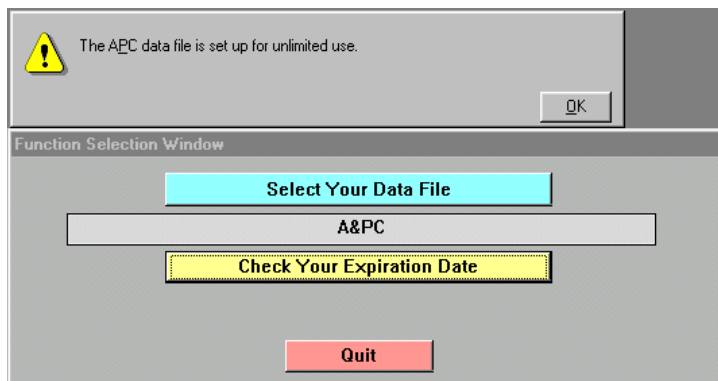 The APC data file is set up for unlimited use.
OK
Function Selection Window
Select Your Data File
A&PC
Check Your Expiration Date
Quit